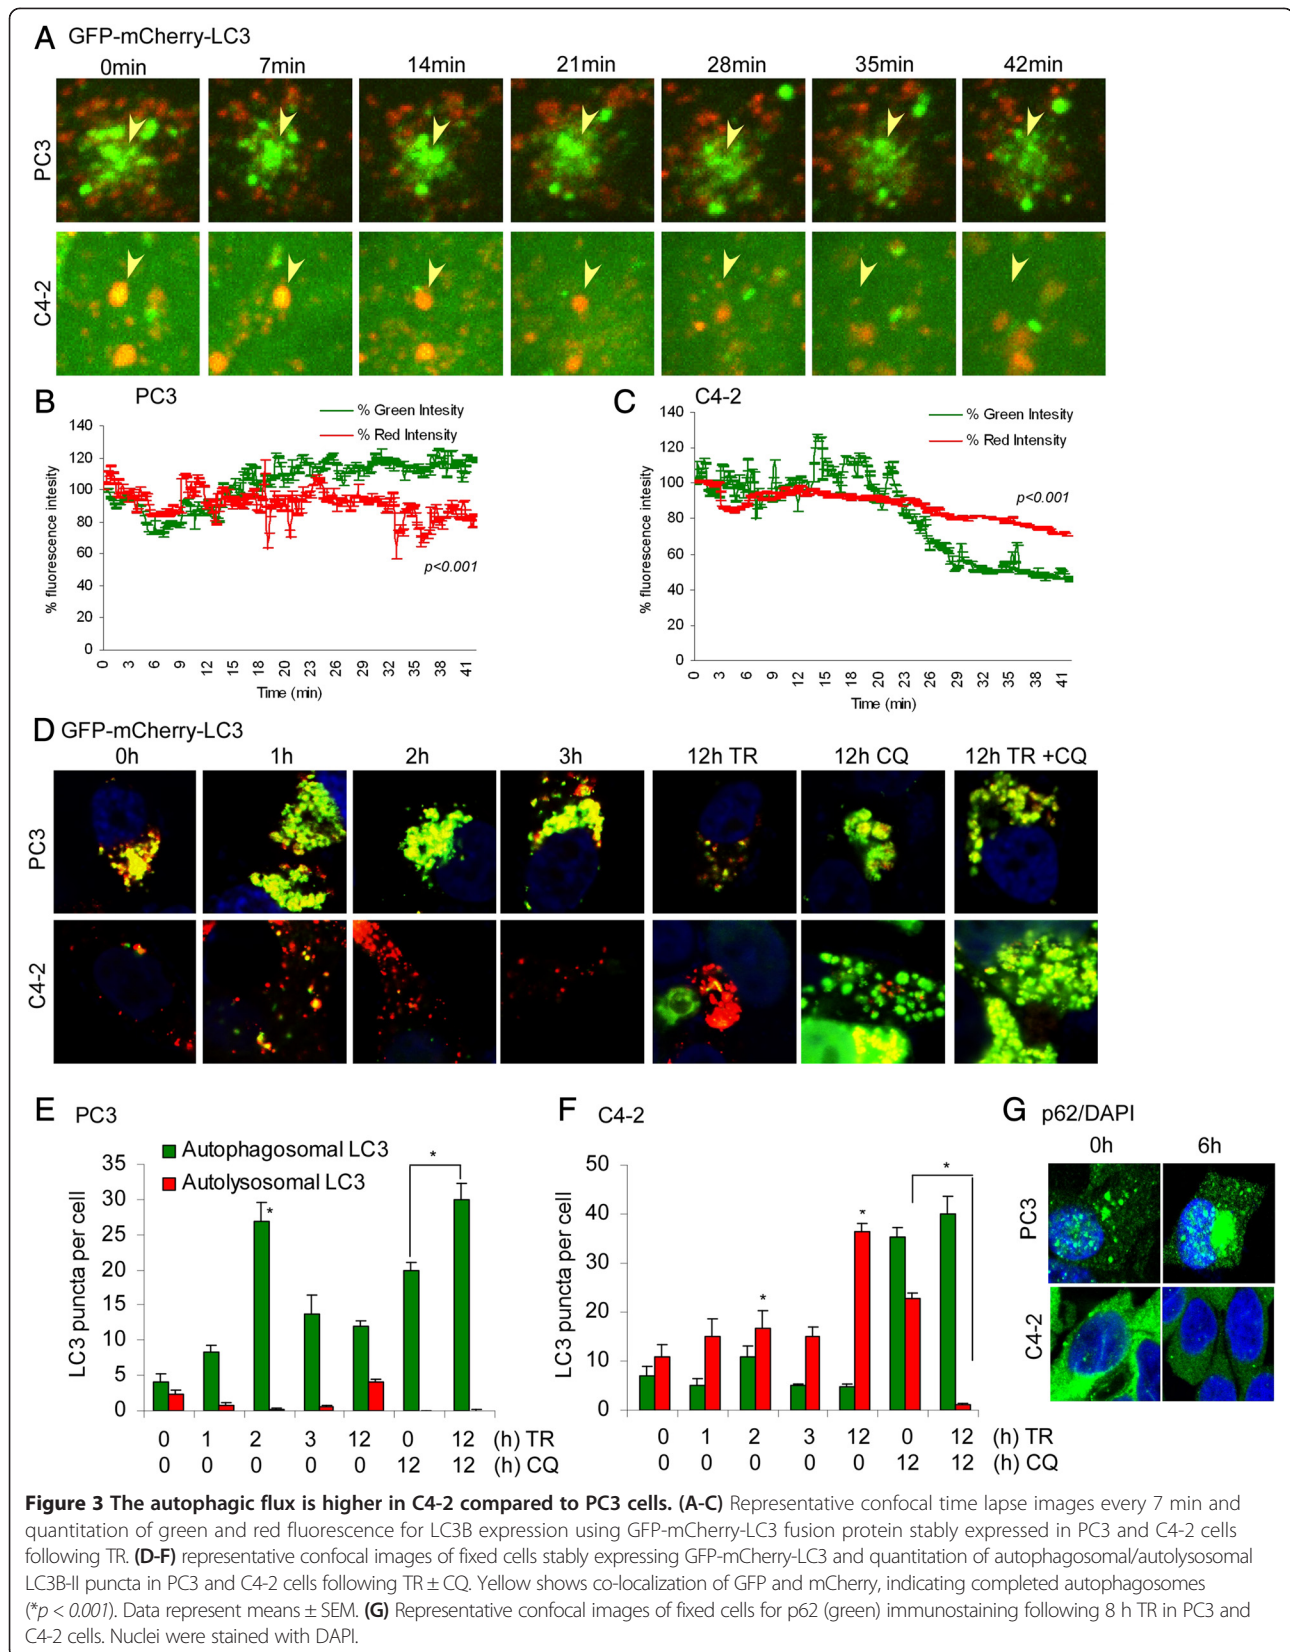 A GFP-mCherry-LC3
0min 7min 14min 21min 28min 35min 42min
PC3
C4-2
B PC3
% Green Intesity
% Red Intensity
% fluorescence intesity
140
120
100
80
60
40
20
0
p<0.001
0 3 6 9 12 15 18 20 23 26 29 32 35 38 41
Time (min)
C C4-2
% Green Intesity
% Red Intensity
% fluorescence intesity
140
120
100
80
60
40
20
0
p<0.001
0 3 6 9 12 15 18 20 23 26 29 32 35 38 41
Time (min)
D GFP-mCherry-LC3
0h 1h 2h 3h 12h TR 12h CQ 12h TR +CQ
PC3
C4-2
E PC3
Autophagosomal LC3
Autolysosomal LC3
LC3 puncta per cell
35
30
25
20
15
10
5
0
*
*
0 1 2 3 12 0 12 (h) TR
0 0 0 0 0 12 12 (h) CQ
F C4-2
LC3 puncta per cell
50
40
30
20
10
0
*
*
*
0 1 2 3 12 0 12 (h) TR
0 0 0 0 0 12 12 (h) CQ
G p62/DAPI
0h 6h
PC3
C4-2
Figure 3 The autophagic flux is higher in C4-2 compared to PC3 cells. (A-C) Representative confocal time lapse images every 7 min and
quantitation of green and red fluorescence for LC3B expression using GFP-mCherry-LC3 fusion protein stably expressed in PC3 and C4-2 cells
following TR. (D-F) representative confocal images of fixed cells stably expressing GFP-mCherry-LC3 and quantitation of autophagosomal/autolysosomal
LC3B-II puncta in PC3 and C4-2 cells following TR ± CQ. Yellow shows co-localization of GFP and mCherry, indicating completed autophagosomes
(*p < 0.001). Data represent means ± SEM. (G) Representative confocal images of fixed cells for p62 (green) immunostaining following 8 h TR in PC3 and
C4-2 cells. Nuclei were stained with DAPI.